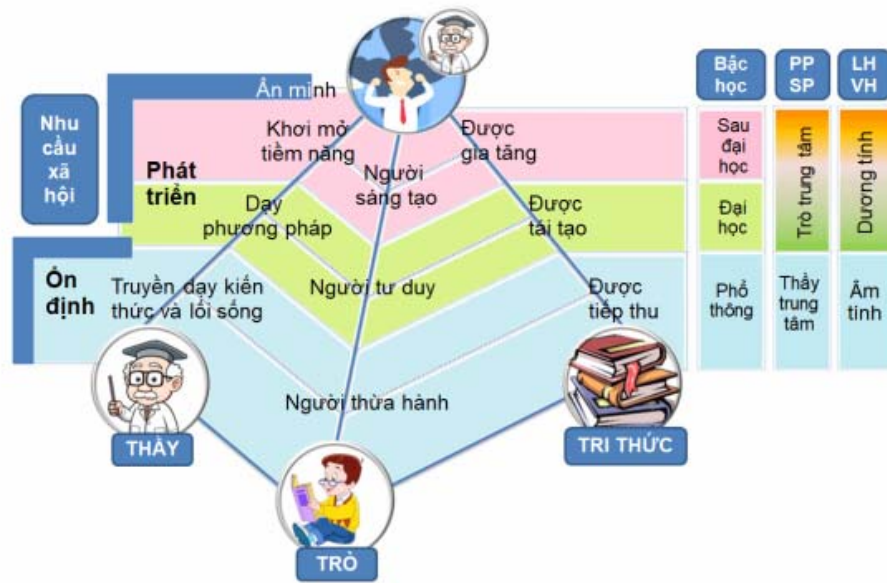 Bậc
học
PP
SP
LH
VH
Nhu
cầu
xã
hội
Ẩn mình
Khơi mở
tiềm năng
Được
gia tăng
Sau
đại
học
Phát
triển
Người
sáng tạo
Trò trung tâm
Dương tính
Dạy
phương pháp
Được
tái tạo
Đại
học
Ổn
định
Truyền dạy kiến
thức và lối sống
Người tư duy
Được
tiếp thu
Phổ
thông
Thầy
trung
tâm
Âm
tính
Người thừa hành
THẦY
TRI THỨC
TRÒ